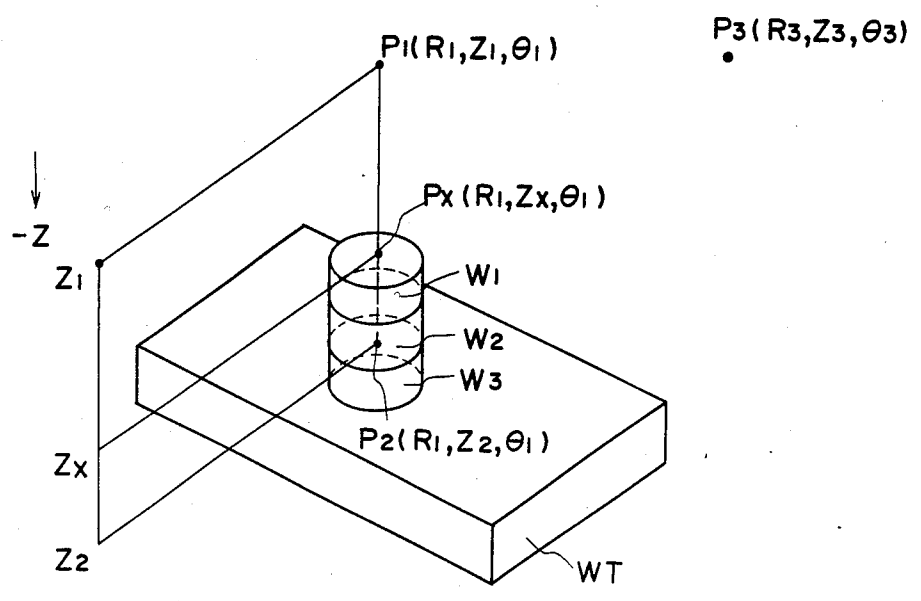 P3(R3,Z3,θ3)
P1(R1,Z1,θ1)
PX(R1,ZX,θ1)
-Z
Z1
W1
W2
W3
P2(R1,Z2,θ1)
ZX
Z2
WT